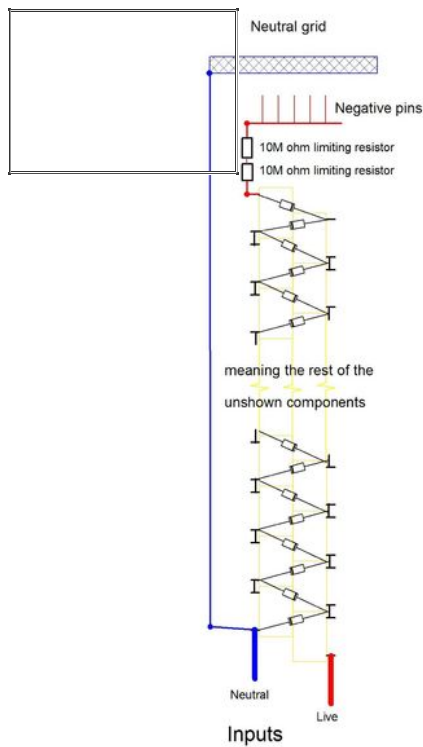 Neutral grid
Negative pins
10M ohm limiting resistor
10M ohm limiting resistor
meaning the rest of the
unshown components
Neutral
Live
Inputs